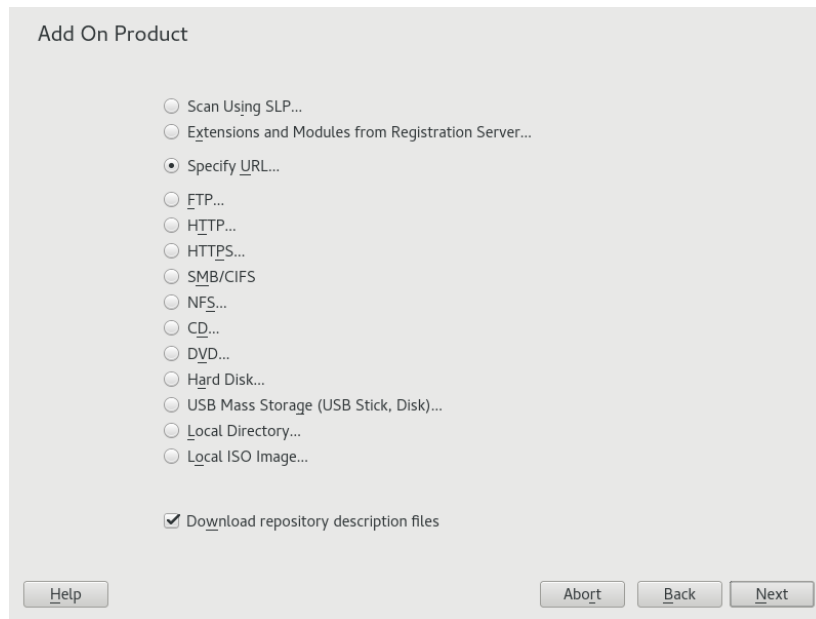 Add On Product
Scan Using SLP...
Extensions and Modules from Registration Server...
Specify URL...
FTP...
HTTP...
HTTPS...
SMB/CIFS
NFS...
CD...
DVD...
Hard Disk...
USB Mass Storage (USB Stick, Disk)...
Local Directory...
Local ISO Image...
Download repository description files
Help Abort Back Next